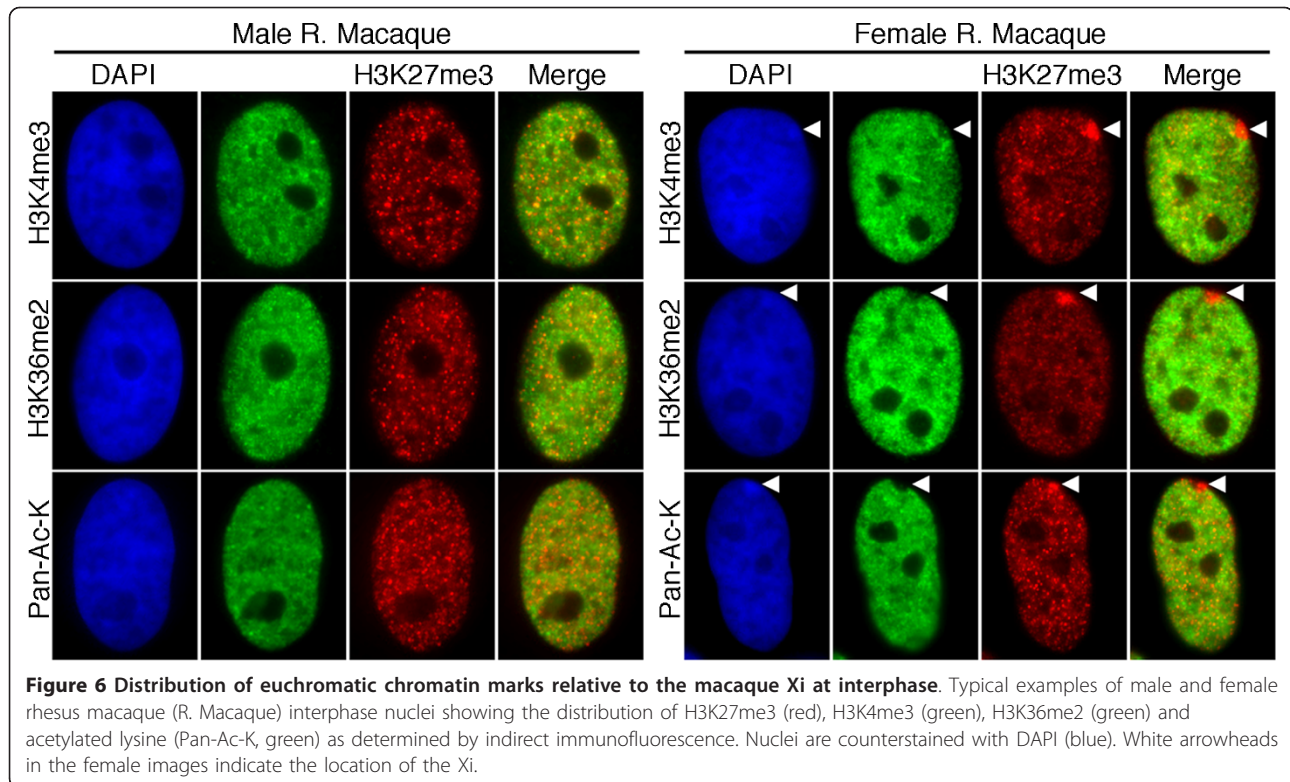 Male R. Macaque
Female R. Macaque
DAPI H3K27me3 Merge
DAPI H3K27me3 Merge
H3K4me3
H3K4me3
H3K36me2
H3K36me2
Pan-Ac-K
Pan-Ac-K
Figure 6 Distribution of euchromatic chromatin marks relative to the macaque Xi at interphase. Typical examples of male and female
rhesus macaque (R. Macaque) interphase nuclei showing the distribution of H3K27me3 (red), H3K4me3 (green), H3K36me2 (green) and
acetylated lysine (Pan-Ac-K, green) as determined by indirect immunofluorescence. Nuclei are counterstained with DAPI (blue). White arrowheads
in the female images indicate the location of the Xi.